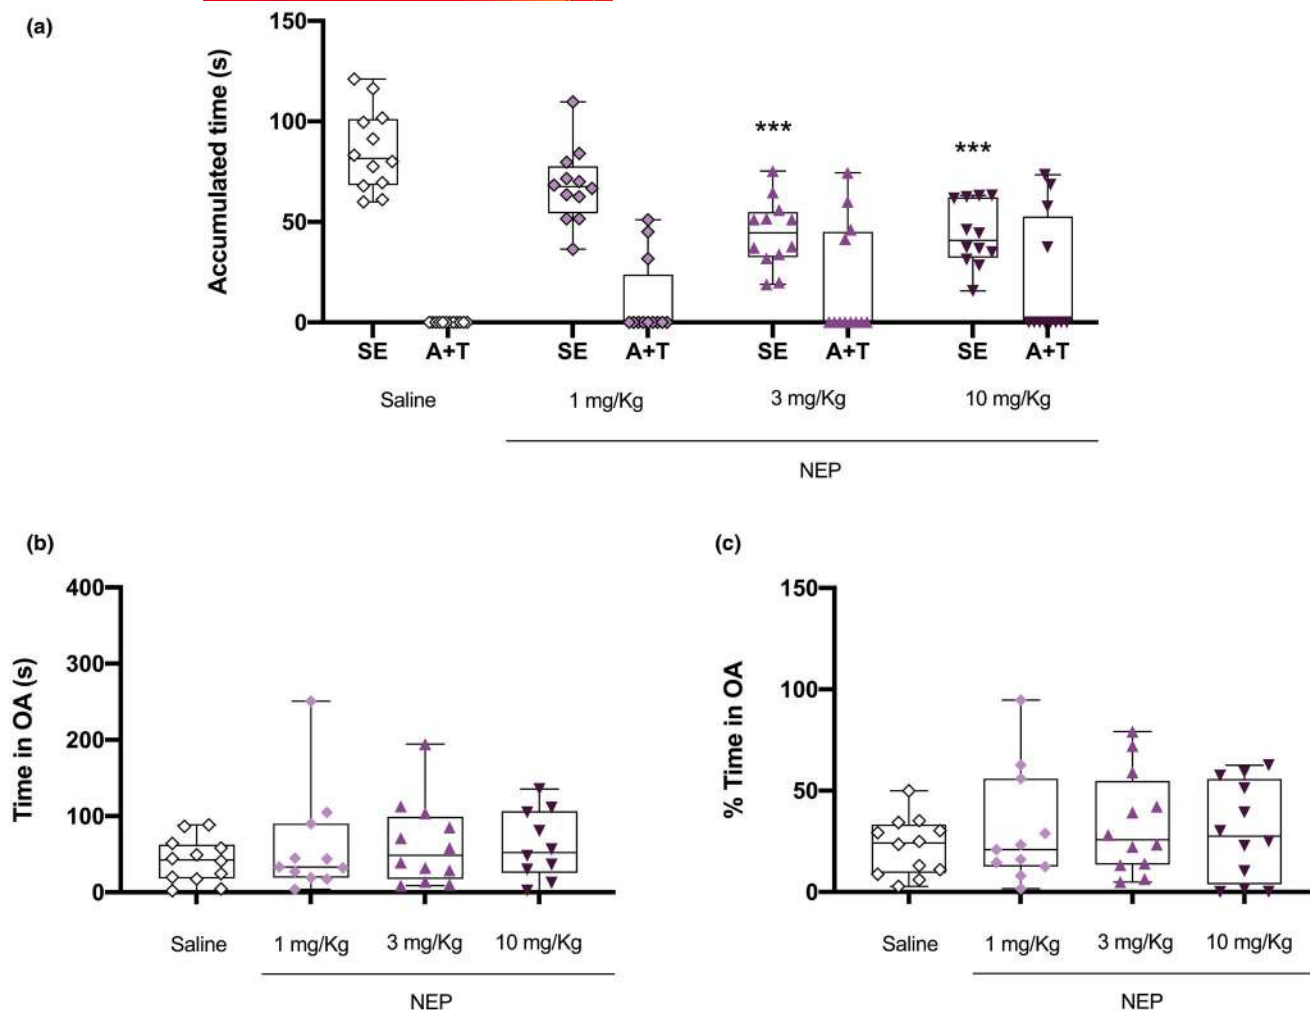 (a)
Accumulated time (s)
150
100
50
0
***
***
SE A+T SE A+T SE A+T SE A+T
Saline 1 mg/Kg 3 mg/Kg 10 mg/Kg
NEP
(b)
Time in OA (s)
400
300
200
100
0
Saline 1 mg/Kg 3 mg/Kg 10 mg/Kg
NEP
(c)
% Time in OA
150
100
50
0
Saline 1 mg/Kg 3 mg/Kg 10 mg/Kg
NEP